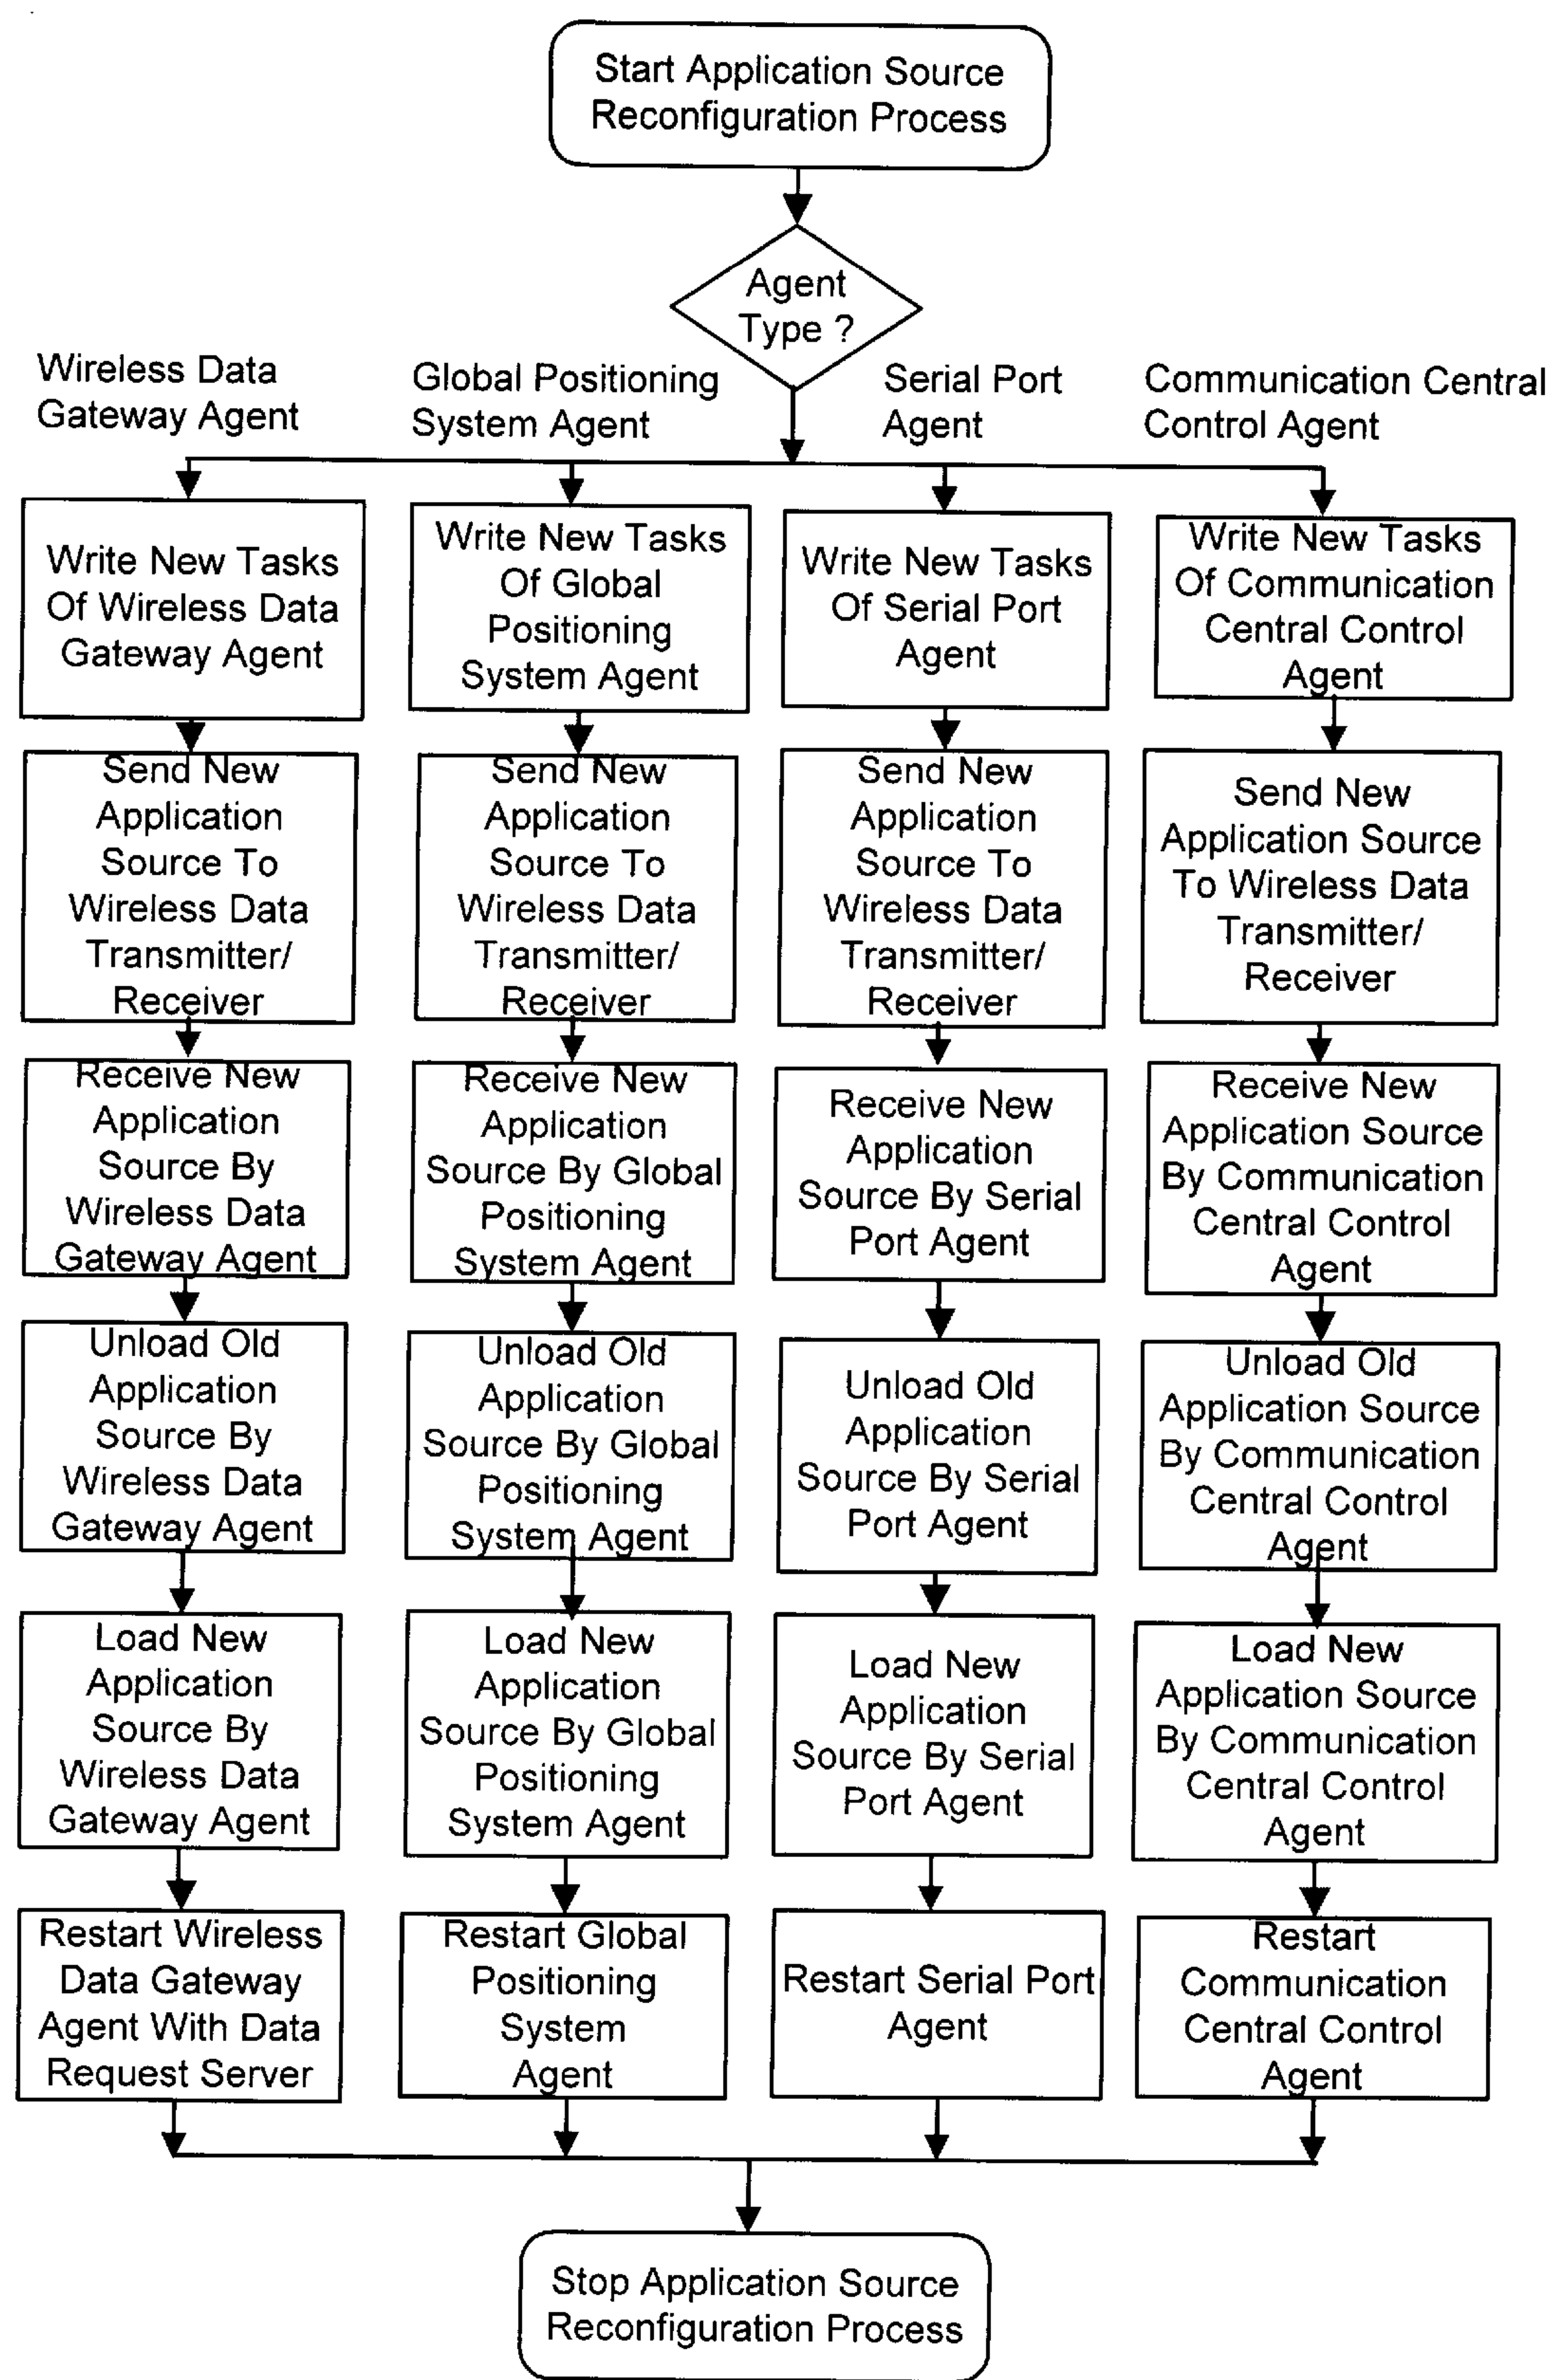 Start Application Source
Reconfiguration Process
Agent
Type ?
Wireless Data
Gateway Agent
Global Positioning
System Agent
Serial Port
Agent
Communication Central
Control Agent
Write New Tasks
Of Wireless Data
Gateway Agent
Write New Tasks
Of Global
Positioning
System Agent
Write New Tasks
Of Serial Port
Agent
Write New Tasks
Of Communication
Central Control
Agent
Send New
Application
Source To
Wireless Data
Transmitter/
Receiver
Send New
Application
Source To
Wireless Data
Transmitter/
Receiver
Send New
Application
Source To
Wireless Data
Transmitter/
Receiver
Send New
Application Source
To Wireless Data
Transmitter/
Receiver
Receive New
Application
Source By
Wireless Data
Gateway Agent
Receive New
Application
Source By Global
Positioning
System Agent
Receive New
Application
Source By Serial
Port Agent
Receive New
Application Source
By Communication
Central Control
Agent
Unload Old
Application
Source By
Wireless Data
Gateway Agent
Unload Old
Application
Source By Global
Positioning
System Agent
Unload Old
Application
Source By Serial
Port Agent
Unload Old
Application Source
By Communication
Central Control
Agent
Load New
Application
Source By
Wireless Data
Gateway Agent
Load New
Application
Source By Global
Positioning
System Agent
Load New
Application
Source By Serial
Port Agent
Load New
Application Source
By Communication
Central Control
Agent
Restart Wireless
Data Gateway
Agent With Data
Request Server
Restart Global
Positioning
System
Agent
Restart Serial Port
Agent
Restart
Communication
Central Control
Agent
Stop Application Source
Reconfiguration Process